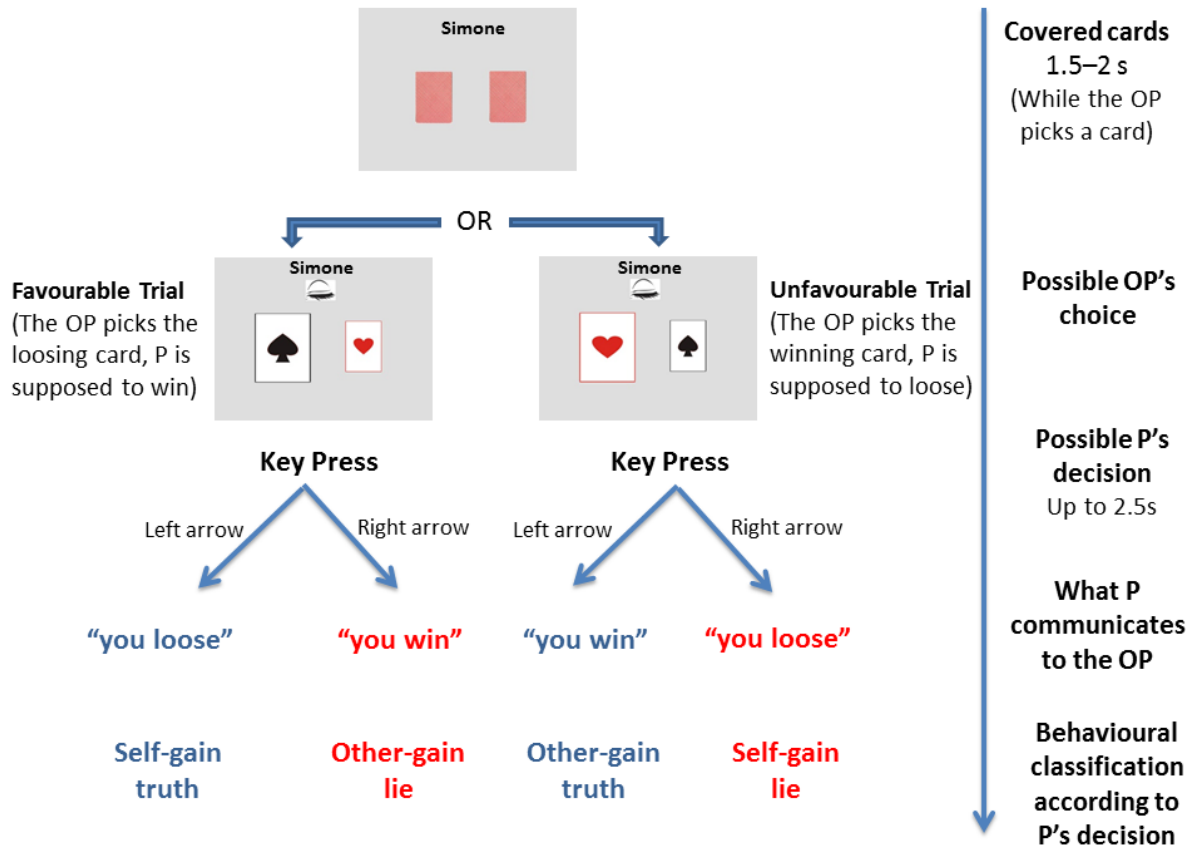 Simone
Covered cards
1.5–2 s
(While the OP
picks a card)
OR
Favourable Trial
(The OP picks the
loosing card, P is
supposed to win)
Simone
Simone
Unfavourable Trial
(The OP picks the
winning card, P is
supposed to loose)
Possible OP’s
choice
Key Press
Key Press
Possible P’s
decision
Up to 2.5s
Left arrow
Right arrow
Left arrow
Right arrow
“you loose”
“you win”
“you win”
“you loose”
What P
communicates
to the OP
Self-gain
truth
Other-gain
lie
Other-gain
truth
Self-gain
lie
Behavioural
classification
according to
P’s decision